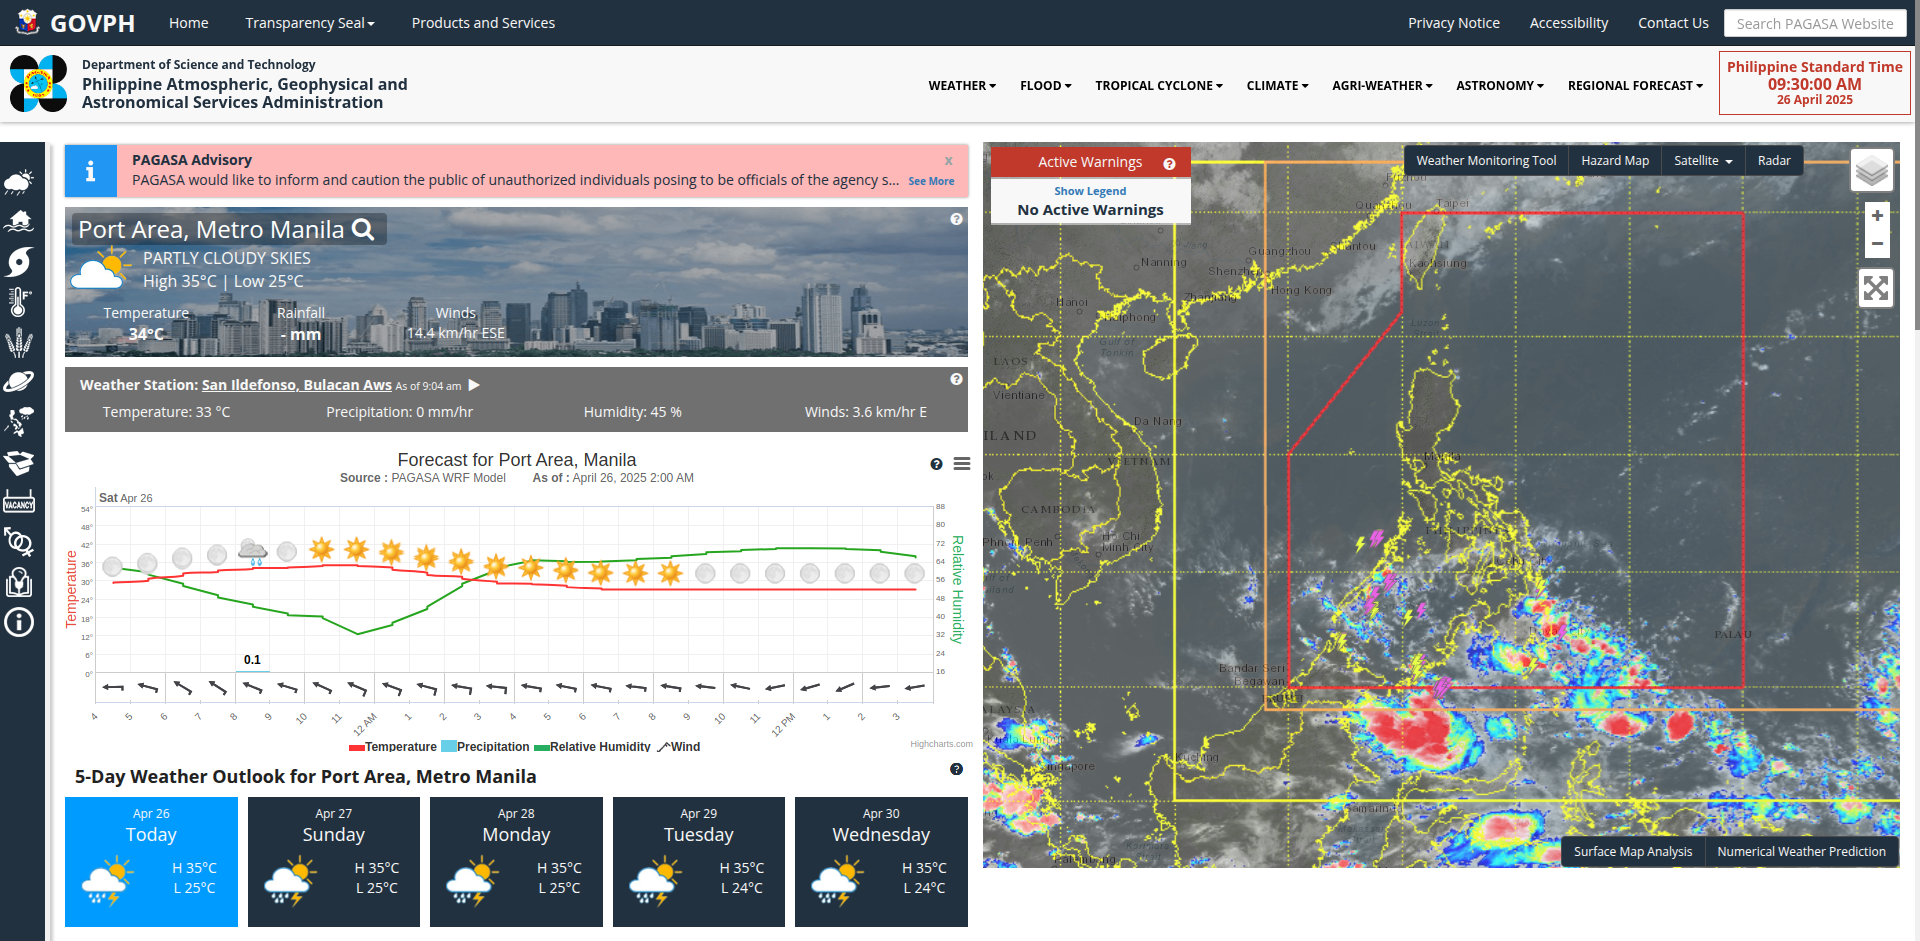 GOVPH
Home
Transparency Seal
Products and Services
Privacy Notice
Accessibility
Contact Us
Search PAGASA Website
Department of Science and Technology
Philippine Atmospheric, Geophysical and
Astronomical Services Administration
WEATHER
FLOOD
TROPICAL CYCLONE
CLIMATE
AGRI-WEATHER
ASTRONOMY
REGIONAL FORECAST
Philippine Standard Time
09:30:00 AM
26 April 2025
PAGASA Advisory
x
PAGASA would like to inform and caution the public of unauthorized individuals posing to be officials of the agency s... See More
Port Area, Metro Manila
PARTLY CLOUDY SKIES
High 35°C | Low 25°C
Temperature
Rainfall
Winds
34°C
- mm
14.4 km/hr ESE
Weather Station: San Ildefonso, Bulacan Aws As of 9:04 am
Temperature: 33 °C
Precipitation: 0 mm/hr
Humidity: 45 %
Winds: 3.6 km/hr E
Forecast for Port Area, Manila
Source : PAGASA WRF Model As of : April 26, 2025 2:00 AM
Sat Apr 26
54°
48°
42°
36°
30°
24°
18°
12°
6°
0°
Temperature
88
80
72
64
56
48
40
32
24
16
Relative Humidity
0.1
4 5 6 7 8 9 10 11 12 AM 1 2 3 4 5 6 7 8 9 10 11 12 PM 1 2 3
Temperature Precipitation Relative Humidity Wind
Highcharts.com
5-Day Weather Outlook for Port Area, Metro Manila
Apr 26
Today
H 35°C
L 25°C
Apr 27
Sunday
H 35°C
L 25°C
Apr 28
Monday
H 35°C
L 25°C
Apr 29
Tuesday
H 35°C
L 24°C
Apr 30
Wednesday
H 35°C
L 24°C
VACANCY
Active Warnings
Show Legend
No Active Warnings
Weather Monitoring Tool
Hazard Map
Satellite
Radar
+
−
Taipei
Guangzhou
Nanning
Shenzhen
Kaohsiung
Hong Kong
Hanoi
Gulf of
Tonkin
LAOS
Vientiane
Da Nang
ILAND
VIETNAM
Manila
CAMBODIA
Phn Penh
Ho Chi
Minh City
PALAU
Bandar Seri
Begawan
Kuching
Surface Map Analysis
Numerical Weather Prediction